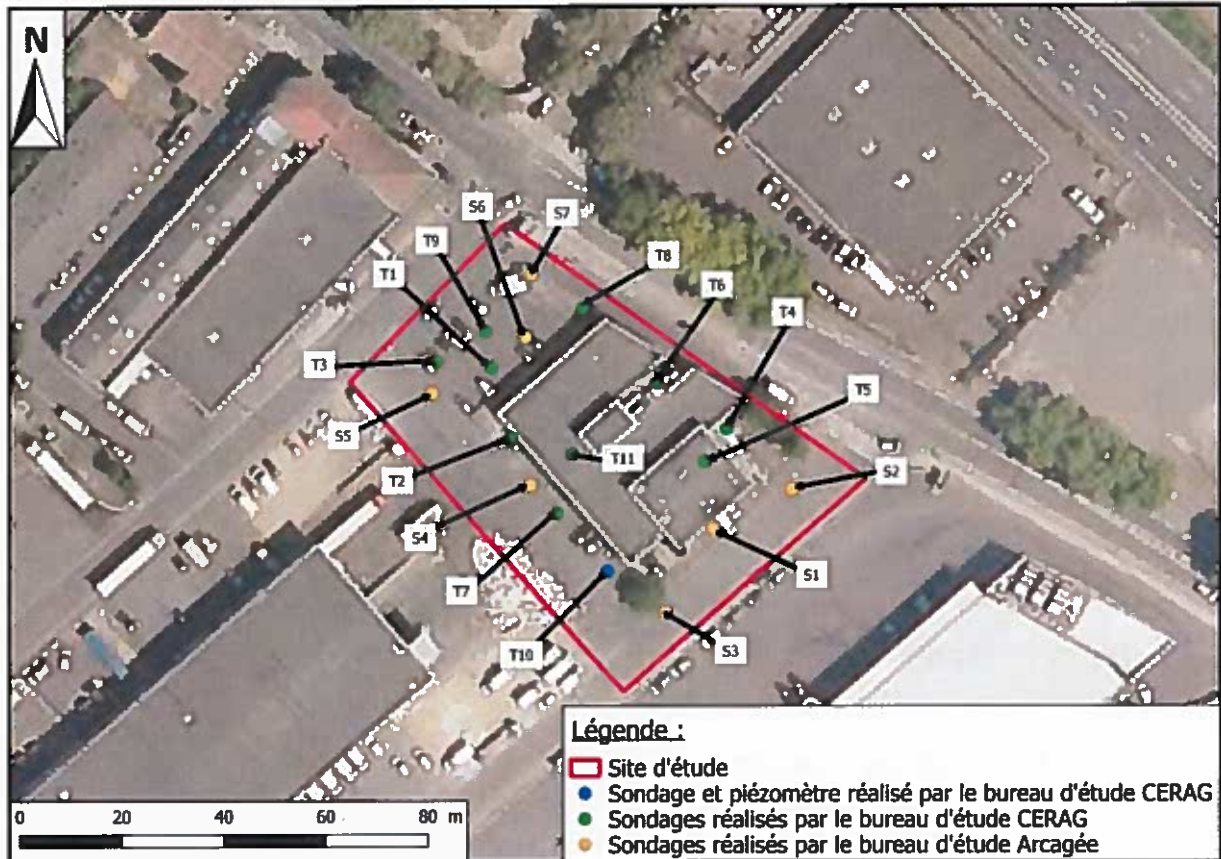 N
S6
S7
T9
T8
T1
T6
T4
T3
T5
S5
T11
S2
T2
S4
S1
T7
T10
S3
Légende :
Site d'étude
Sondage et piézomètre réalisé par le bureau d'étude CERAG
Sondages réalisés par le bureau d'étude CERAG
Sondages réalisés par le bureau d'étude Arcagée
0 20 40 60 80 m